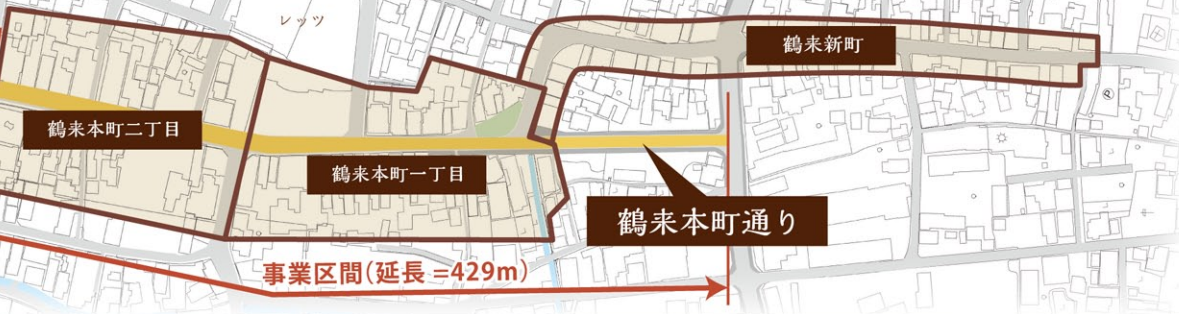 レッツ
鶴来新町
鶴来本町二丁目
鶴来本町一丁目
鶴来本町通り
事業区間(延長=429m)
P